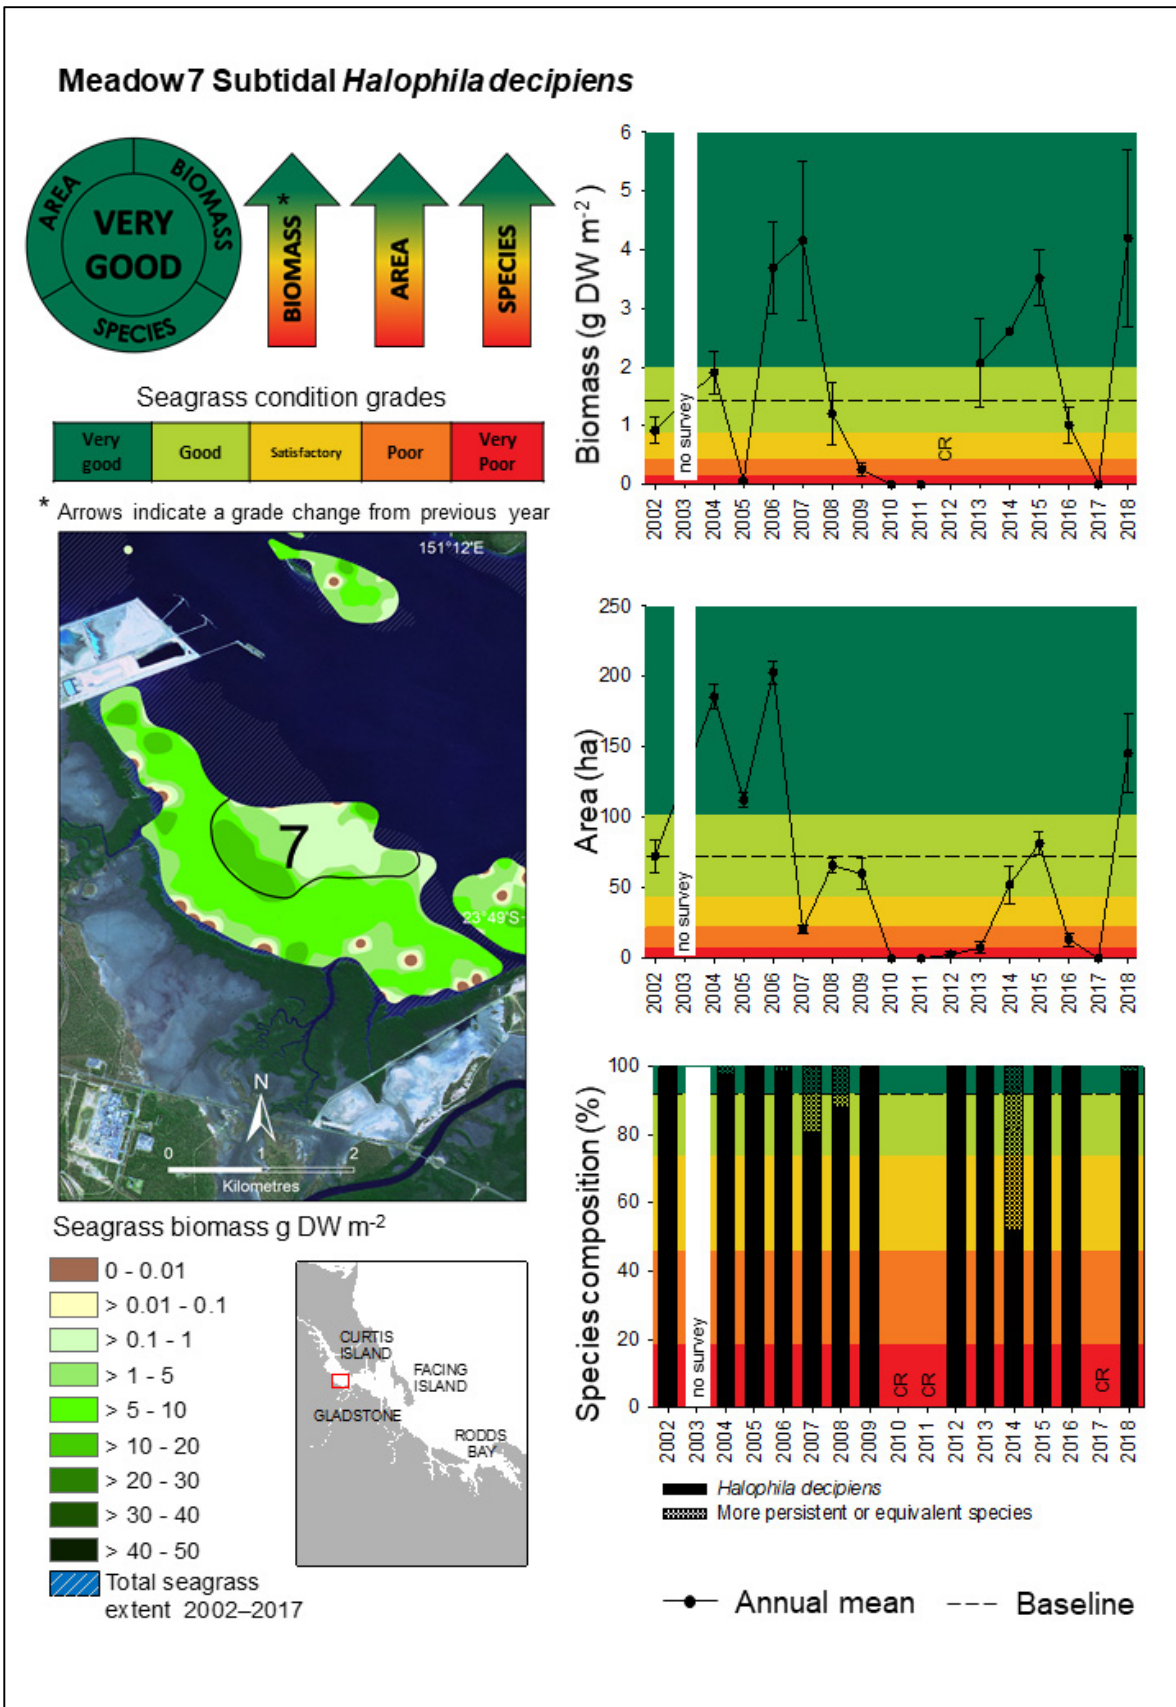 Meadow7 Subtidal Halophila decipiens
AREA
BIOMASS
SPECIES
VERY
GOOD
BIOMASS *
AREA
SPECIES
Seagrass condition grades
Very good
Good
Satisfactory
Poor
Very Poor
* Arrows indicate a grade change from previous year
151°12'E
7
23°49'S
N
0 1 2
Kilometres
Seagrass biomass g DW m-2
0 - 0.01
> 0.01 - 0.1
> 0.1 - 1
> 1 - 5
> 5 - 10
> 10 - 20
> 20 - 30
> 30 - 40
> 40 - 50
Total seagrass
extent 2002–2017
CURTIS
ISLAND
FACING
ISLAND
GLADSTONE
RODDS
BAY
Biomass (g DW m-2 )
6
5
4
3
2
1
0
no survey
CR
2002 2003 2004 2005 2006 2007 2008 2009 2010 2011 2012 2013 2014 2015 2016 2017 2018
Area (ha)
250
200
150
100
50
0
no survey
2002 2003 2004 2005 2006 2007 2008 2009 2010 2011 2012 2013 2014 2015 2016 2017 2018
Species composition (%)
100
80
60
40
20
0
no survey
CR
CR
CR
2002 2003 2004 2005 2006 2007 2008 2009 2010 2011 2012 2013 2014 2015 2016 2017 2018
Halophila decipiens
More persistent or equivalent species
Annual mean
Baseline